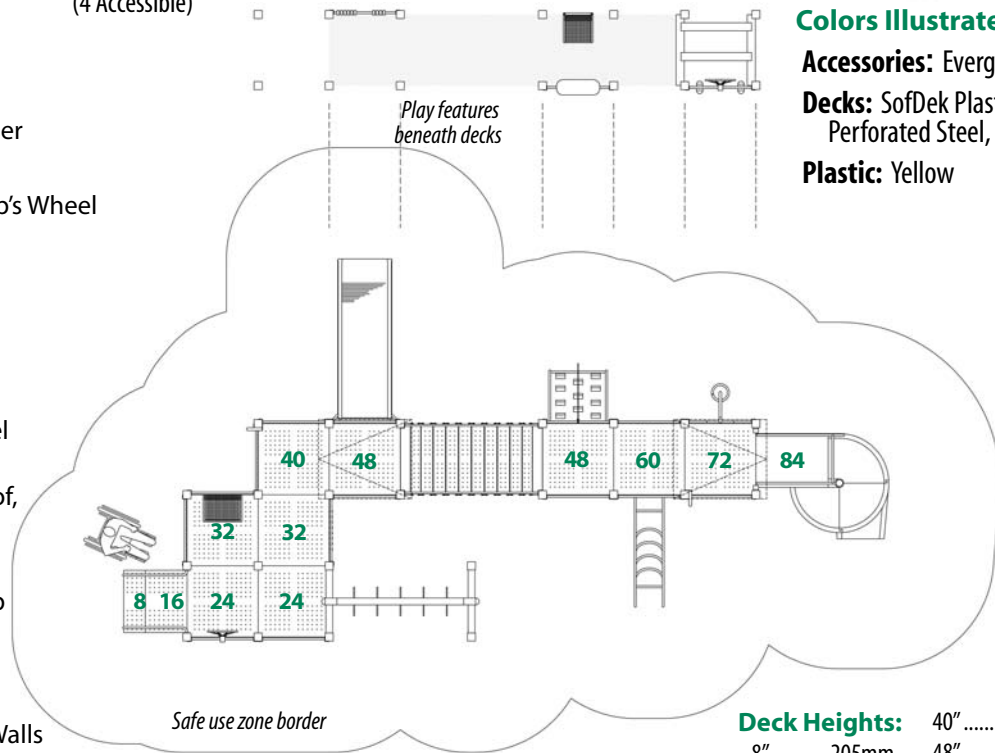 (4 Accessible)
Colors Illustrate
Accessories: Everg
Decks: SofDek Plast
Perforated Steel,
Plastic: Yellow
Play features
beneath decks
er
o's Wheel
el
of,
o
Walls
40 48 48 60 72 84
32 32
8 16 24 24
Safe use zone border
Deck Heights: 40″......
8″ ......... 205mm 48″